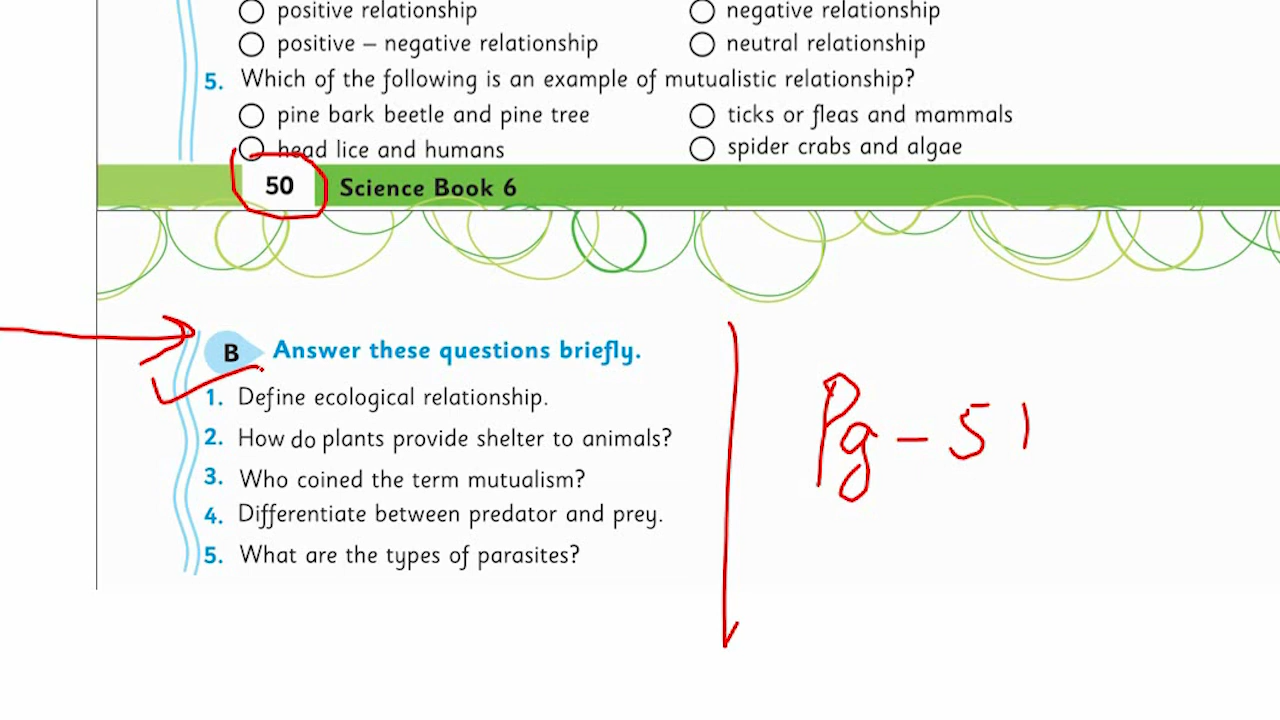 positive relationship
negative relationship
positive – negative relationship
neutral relationship
5. Which of the following is an example of mutualistic relationship?
pine bark beetle and pine tree
ticks or fleas and mammals
head lice and humans
spider crabs and algae
50 Science Book 6
B Answer these questions briefly.
1. Define ecological relationship.
2. How do plants provide shelter to animals?
3. Who coined the term mutualism?
4. Differentiate between predator and prey.
5. What are the types of parasites?
Pg - 51